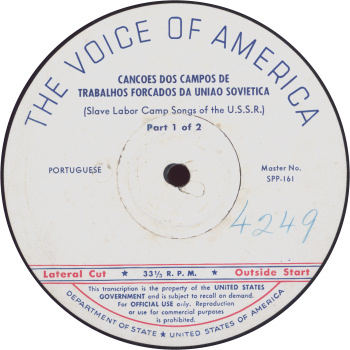 THE VOICE OF AMERICA
CANCOES DOS CAMPOS DE
TRABALHOS FORCADOS DA UNIAO SOVIETICA
(Slave Labor Camp Songs of the U.S.S.R.)
Part 1 of 2
PORTUGUESE
Master No.
SPP-161
4249
Lateral Cut ★ 33⅓ R.P.M. ★ Outside Start
This transcription is the property of the UNITED STATES
GOVERNMENT and is subject to recall on demand.
For OFFICIAL USE only. Reproduction
or use for commercial purposes
is prohibited.
DEPARTMENT OF STATE ★ UNITED STATES OF AMERICA